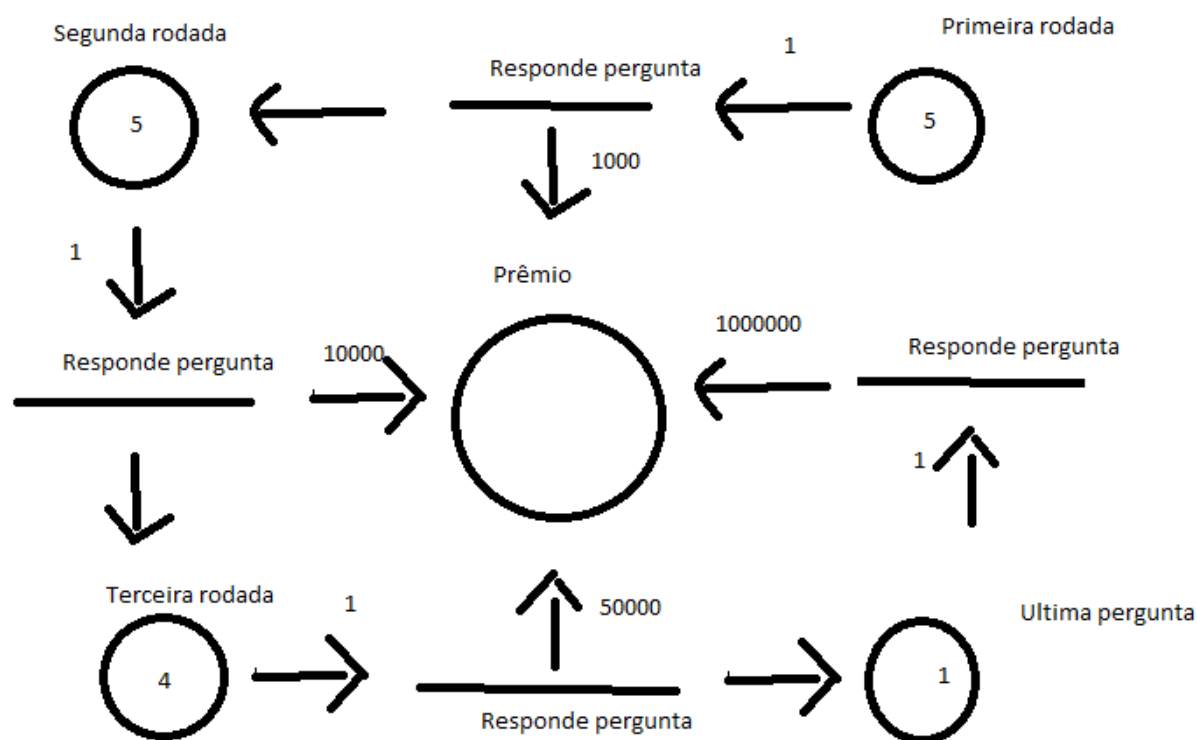 Segunda rodada
Responde pergunta
1
Primeira rodada
5
5
1000
1
Prêmio
Responde pergunta
10000
1000000
Responde pergunta
1
Terceira rodada
1
50000
Ultima pergunta
4
1
Responde pergunta